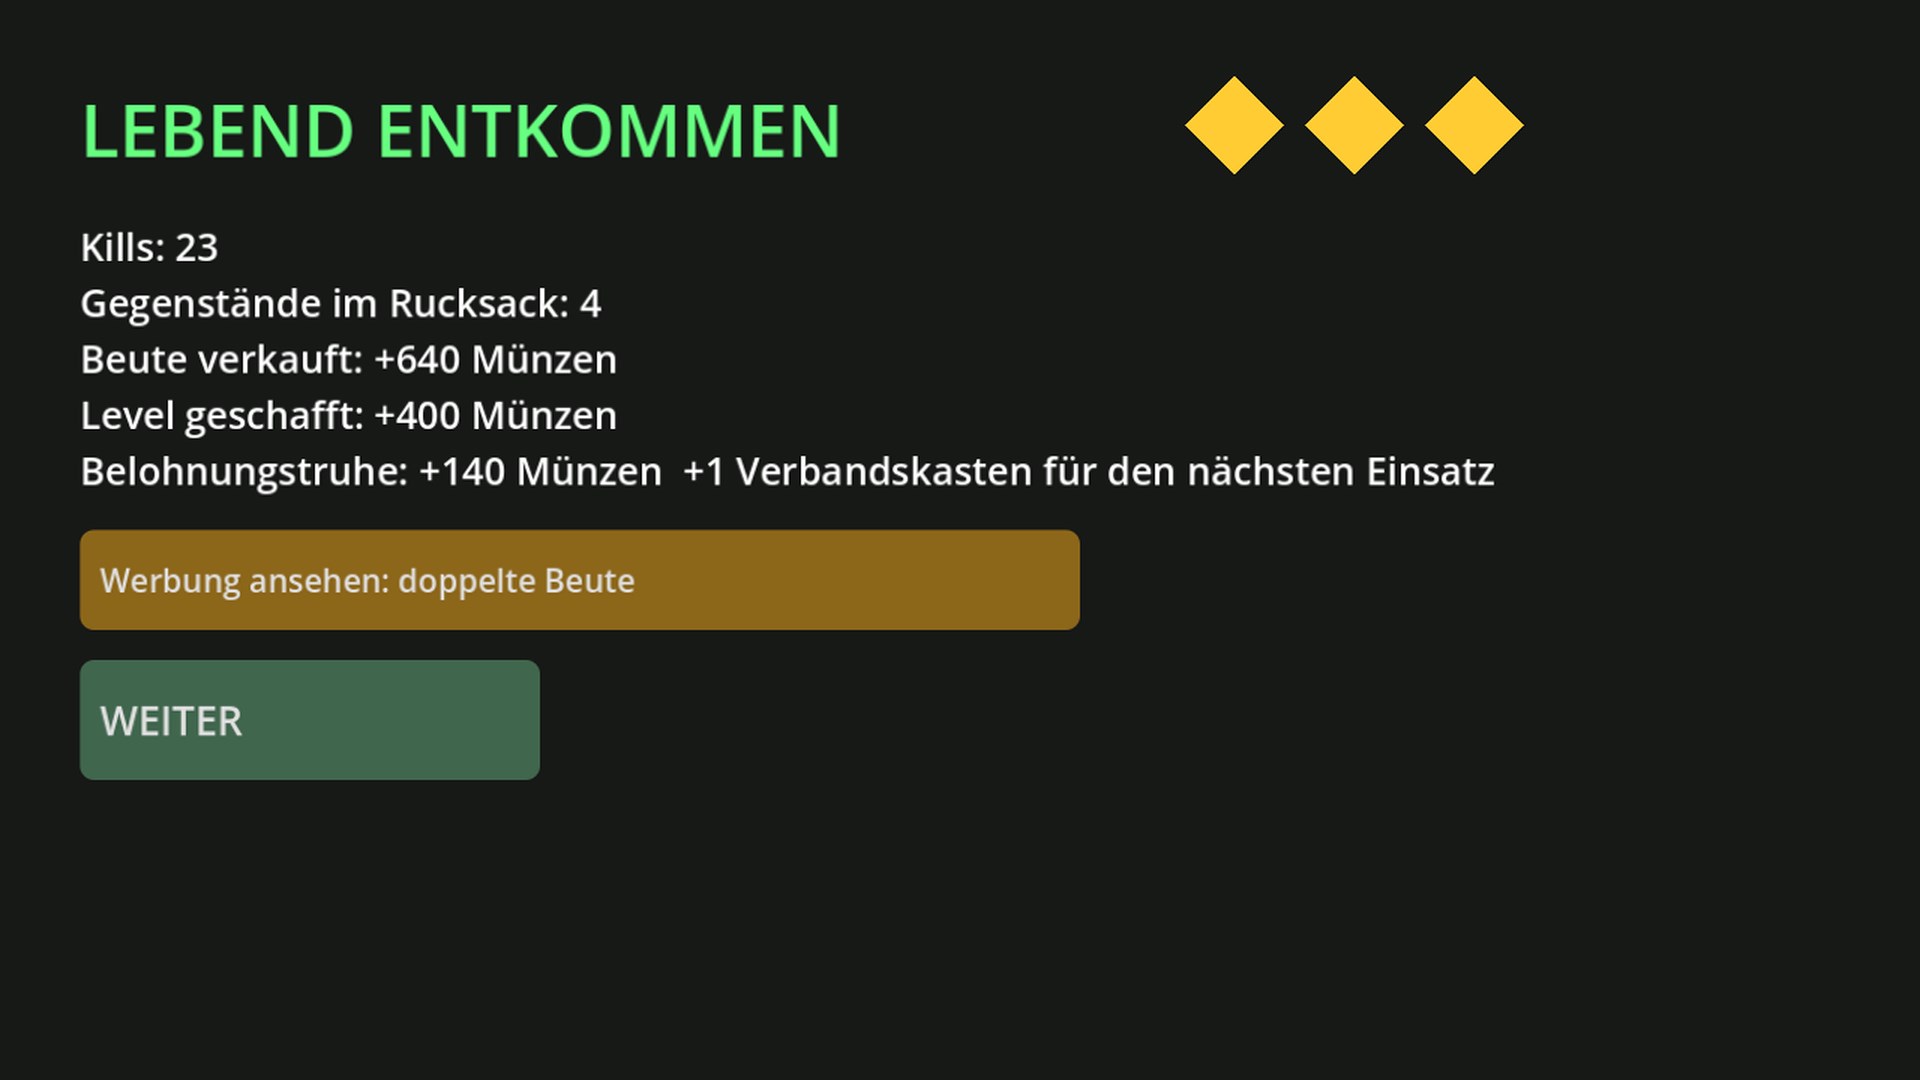 LEBEND ENTKOMMEN
Kills: 23
Gegenstände im Rucksack: 4
Beute verkauft: +640 Münzen
Level geschafft: +400 Münzen
Belohnungstruhe: +140 Münzen  +1 Verbandskasten für den nächsten Einsatz
Werbung ansehen: doppelte Beute
WEITER